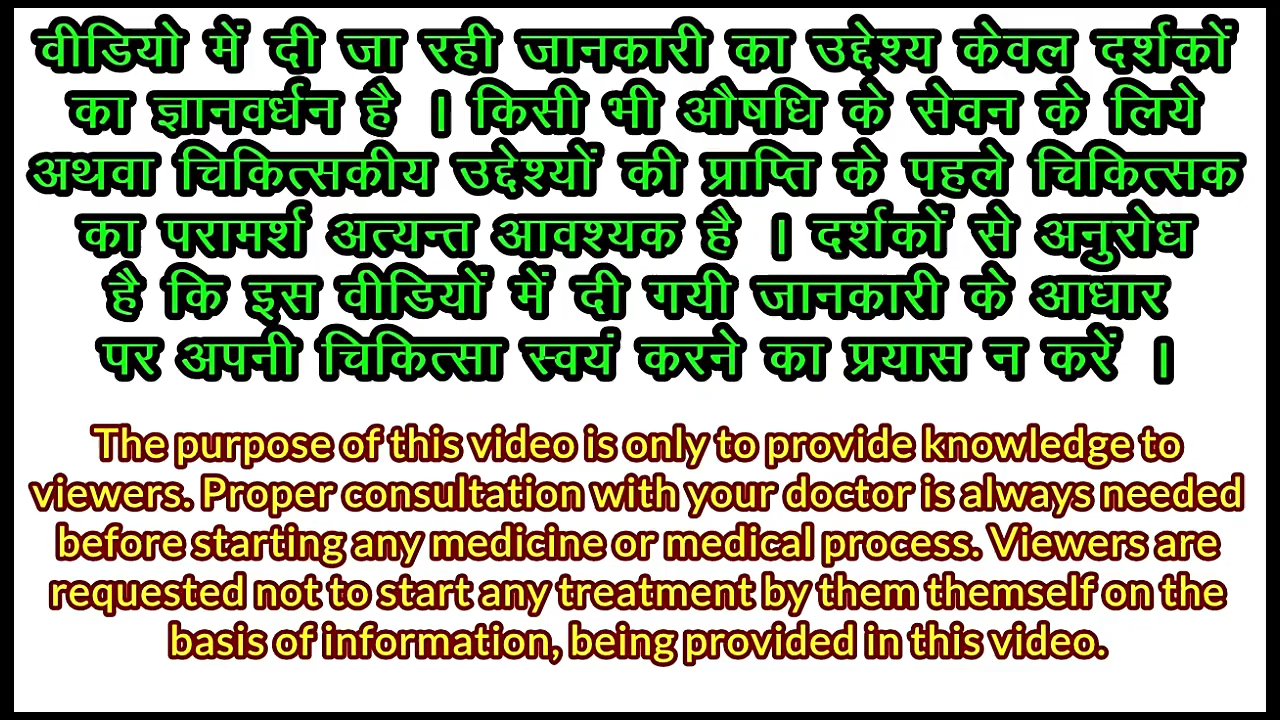 वीडियो में दी जा रही जानकारी का उद्देश्य केवल दर्शकों
का ज्ञानवर्धन है । किसी भी औषधि के सेवन के लिये
अथवा चिकित्सकीय उद्देश्यों की प्राप्ति के पहले चिकित्सक
का परामर्श अत्यन्त आवश्यक है । दर्शकों से अनुरोध
है कि इस वीडियों में दी गयी जानकारी के आधार
पर अपनी चिकित्सा स्वयं करने का प्रयास न करें ।
The purpose of this video is only to provide knowledge to
viewers. Proper consultation with your doctor is always needed
before starting any medicine or medical process. Viewers are
requested not to start any treatment by them themself on the
basis of information, being provided in this video.